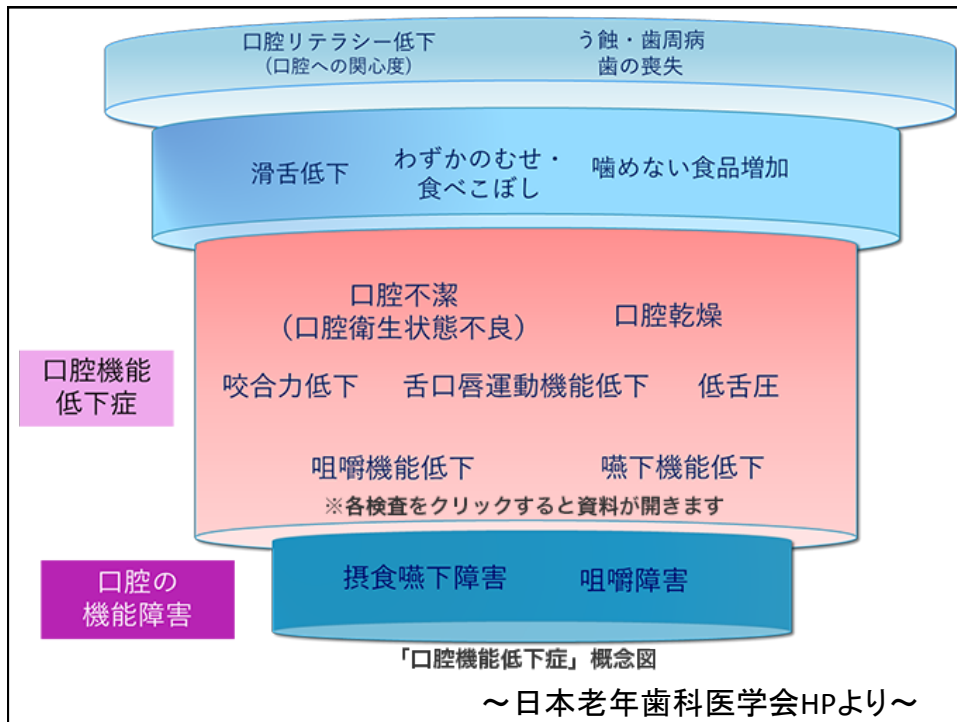 口腔リテラシー低下
(口腔への関心度)
う蝕・歯周病
歯の喪失
滑舌低下
わずかのむせ・
食べこぼし
噛めない食品増加
口腔不潔
（口腔衛生状態不良）
口腔乾燥
口腔機能
低下症
咬合力低下
舌口唇運動機能低下
低舌圧
咀嚼機能低下
嚥下機能低下
※各検査をクリックすると資料が開きます
口腔の
機能障害
摂食嚥下障害
咀嚼障害
「口腔機能低下症」概念図
～日本老年歯科医学会HPより～